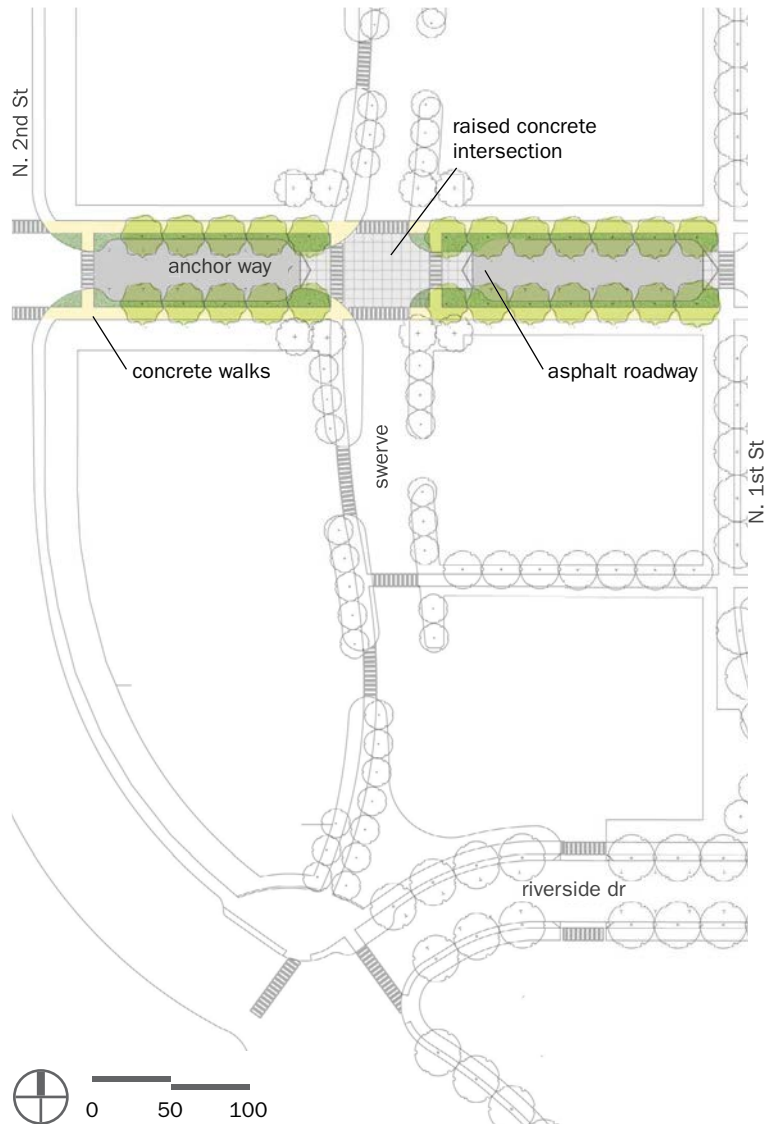 N. 2nd St
raised concrete
intersection
anchor way
concrete walks
asphalt roadway
swerve
N. 1st St
riverside dr
0 50 100